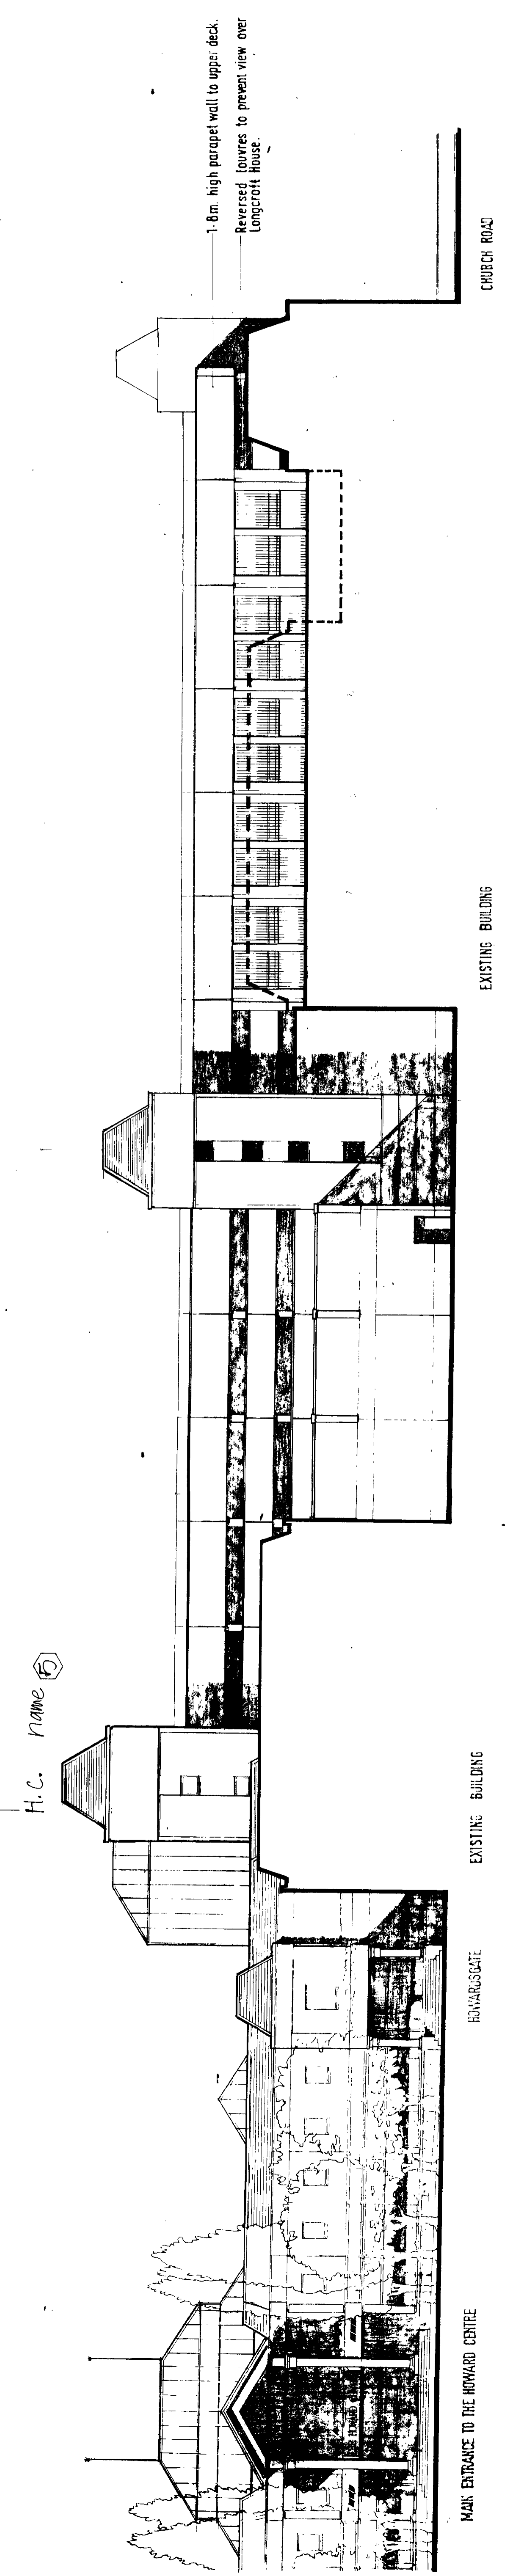 1·8m. high parapet wall to upper deck.
Reversed louvres to prevent view over
Longcroft House.
H.C. name 5
MAIN ENTRANCE TO THE HOWARD CENTRE
HOWARDSGATE
EXISTING BUILDING
EXISTING BUILDING
CHURCH ROAD